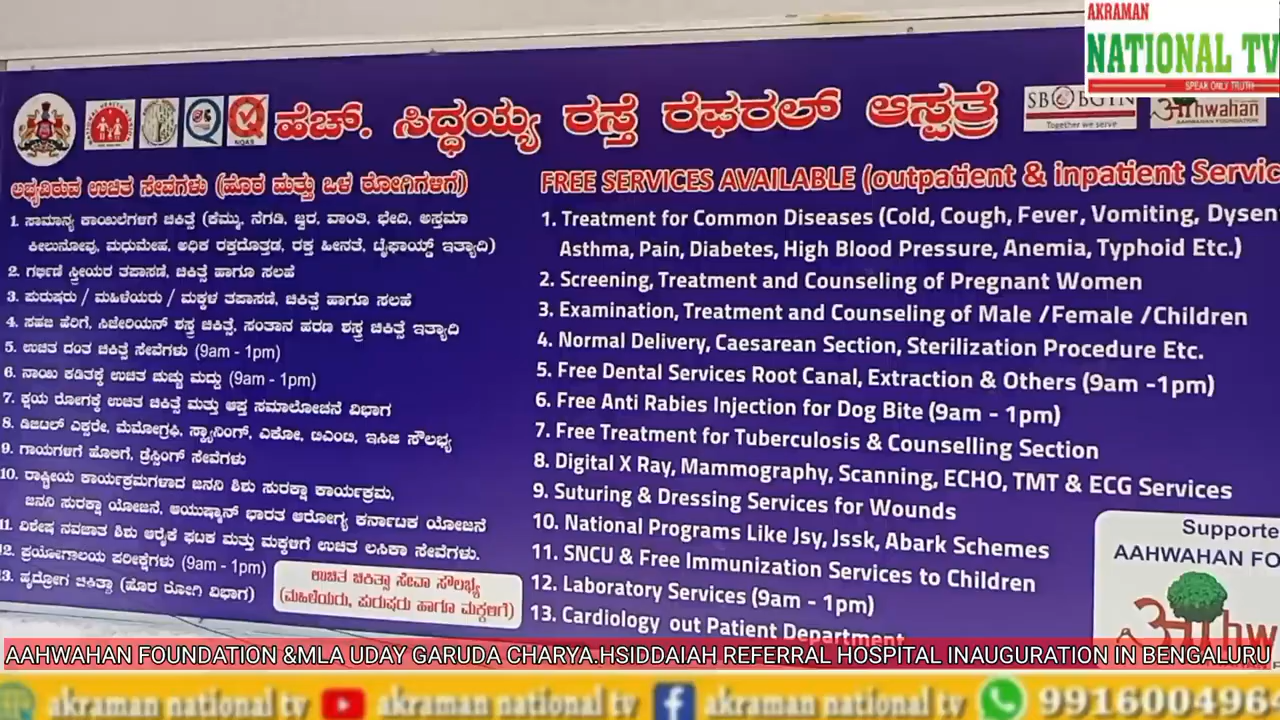 AKRAMAN
NATIONAL TV
SPEAK ONLY TRUTH
ಹೆಚ್. ಸಿದ್ಧಯ್ಯ ರಸ್ತೆ ರೆಫರಲ್ ಆಸ್ಪತ್ರೆ
NQAS
SB BGYN
Together we serve
ahwahan
AAHWAHAN FOUNDATION
ಲಭ್ಯವಿರುವ ಉಚಿತ ಸೇವೆಗಳು (ಹೊರ ಮತ್ತು ಒಳ ರೋಗಿಗಳಿಗೆ)
1. ಸಾಮಾನ್ಯ ಕಾಯಿಲೆಗಳಿಗೆ ಚಿಕಿತ್ಸೆ (ಕೆಮ್ಮು, ನೆಗಡಿ, ಜ್ವರ, ವಾಂತಿ, ಭೇದಿ, ಅಸ್ತಮಾ
ಕೀಲುನೋವು, ಮಧುಮೇಹ, ಅಧಿಕ ರಕ್ತದೊತ್ತಡ, ರಕ್ತ ಹೀನತೆ, ಟೈಫಾಯ್ಡ್ ಇತ್ಯಾದಿ)
2. ಗರ್ಭಿಣಿ ಸ್ತ್ರೀಯರ ತಪಾಸಣೆ, ಚಿಕಿತ್ಸೆ ಹಾಗೂ ಸಲಹೆ
3. ಪುರುಷರು / ಮಹಿಳೆಯರು / ಮಕ್ಕಳ ತಪಾಸಣೆ, ಚಿಕಿತ್ಸೆ ಹಾಗೂ ಸಲಹೆ
4. ಸಹಜ ಹೆರಿಗೆ, ಸಿಜೇರಿಯನ್ ಶಸ್ತ್ರ ಚಿಕಿತ್ಸೆ, ಸಂತಾನ ಹರಣ ಶಸ್ತ್ರ ಚಿಕಿತ್ಸೆ ಇತ್ಯಾದಿ
5. ಉಚಿತ ದಂತ ಚಿಕಿತ್ಸೆ ಸೇವೆಗಳು (9am - 1pm)
6. ನಾಯಿ ಕಡಿತಕ್ಕೆ ಉಚಿತ ಚುಚ್ಚು ಮದ್ದು (9am - 1pm)
7. ಕ್ಷಯ ರೋಗಕ್ಕೆ ಉಚಿತ ಚಿಕಿತ್ಸೆ ಮತ್ತು ಆಪ್ತ ಸಮಾಲೋಚನೆ ವಿಭಾಗ
8. ಡಿಜಿಟಲ್ ಎಕ್ಸರೇ, ಮೆಮೋಗ್ರಫಿ, ಸ್ಕ್ಯಾನಿಂಗ್, ಎಕೋ, ಟಿಎಂಟಿ, ಇಸಿಜಿ ಸೌಲಭ್ಯ
9. ಗಾಯಗಳಿಗೆ ಹೊಲಿಗೆ, ಡ್ರೆಸ್ಸಿಂಗ್ ಸೇವೆಗಳು
10. ರಾಷ್ಟ್ರೀಯ ಕಾರ್ಯಕ್ರಮಗಳಾದ ಜನನಿ ಶಿಶು ಸುರಕ್ಷಾ ಕಾರ್ಯಕ್ರಮ,
ಜನನಿ ಸುರಕ್ಷಾ ಯೋಜನೆ, ಆಯುಷ್ಮಾನ್ ಭಾರತ ಆರೋಗ್ಯ ಕರ್ನಾಟಕ ಯೋಜನೆ
11. ವಿಶೇಷ ನವಜಾತ ಶಿಶು ಆರೈಕೆ ಘಟಕ ಮತ್ತು ಮಕ್ಕಳಿಗೆ ಉಚಿತ ಲಸಿಕಾ ಸೇವೆಗಳು.
12. ಪ್ರಯೋಗಾಲಯ ಪರೀಕ್ಷೆಗಳು (9am - 1pm)
13. ಹೃದ್ರೋಗ ಚಿಕಿತ್ಸಾ (ಹೊರ ರೋಗಿ ವಿಭಾಗ)
ಉಚಿತ ಚಿಕಿತ್ಸಾ ಸೇವಾ ಸೌಲಭ್ಯ
(ಮಹಿಳೆಯರು, ಪುರುಷರು ಹಾಗೂ ಮಕ್ಕಳಿಗೆ)
FREE SERVICES AVAILABLE (outpatient & inpatient Servic
1. Treatment for Common Diseases (Cold, Cough, Fever, Vomiting, Dysen
Asthma, Pain, Diabetes, High Blood Pressure, Anemia, Typhoid Etc.)
2. Screening, Treatment and Counseling of Pregnant Women
3. Examination, Treatment and Counseling of Male /Female /Children
4. Normal Delivery, Caesarean Section, Sterilization Procedure Etc.
5. Free Dental Services Root Canal, Extraction & Others (9am -1pm)
6. Free Anti Rabies Injection for Dog Bite (9am - 1pm)
7. Free Treatment for Tuberculosis & Counselling Section
8. Digital X Ray, Mammography, Scanning, ECHO, TMT & ECG Services
9. Suturing & Dressing Services for Wounds
10. National Programs Like Jsy, Jssk, Abark Schemes
11. SNCU & Free Immunization Services to Children
12. Laboratory Services (9am - 1pm)
13. Cardiology out Patient Department
Supporte
AAHWAHAN FO
AAHWAHAN FOUNDATION &MLA UDAY GARUDA CHARYA.HSIDDAIAH REFERRAL HOSPITAL INAUGURATION IN BENGALURU
akraman national tv akraman national tv akraman national tv 9916004964